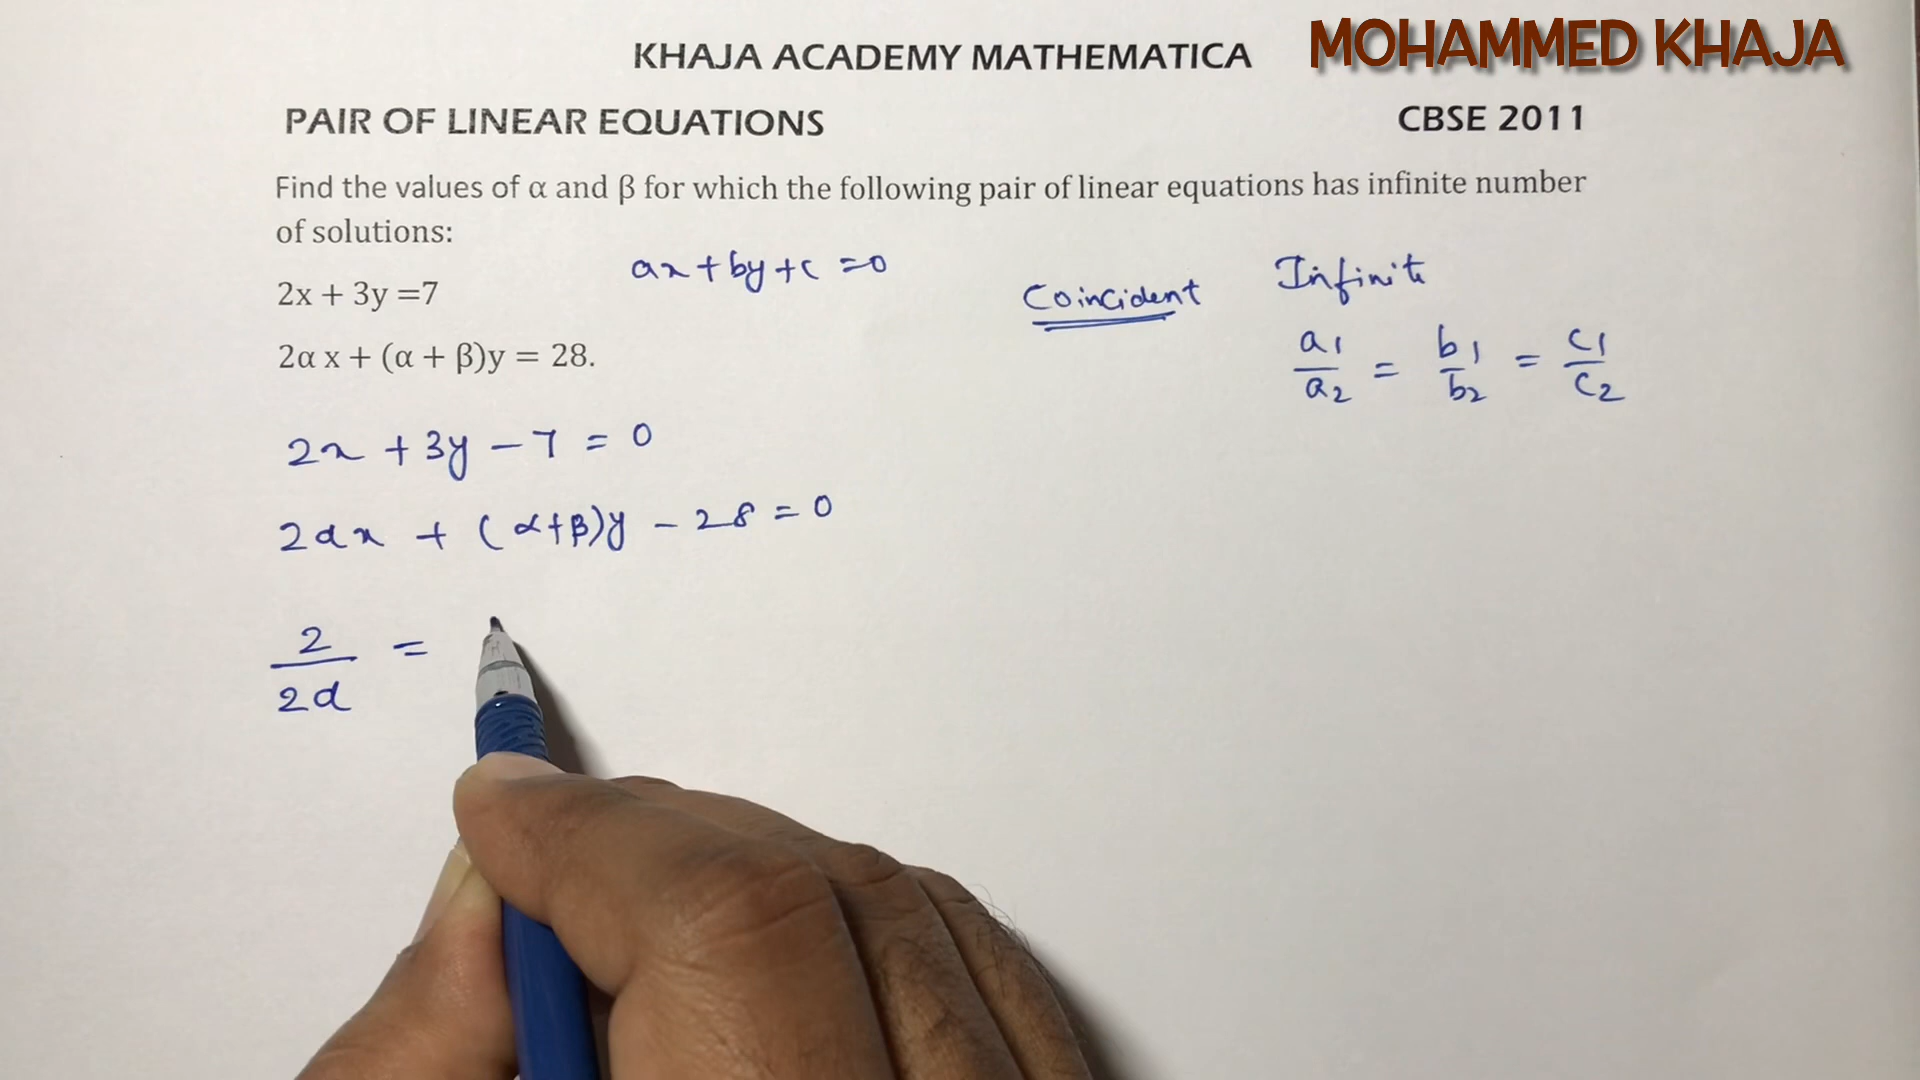 KHAJA ACADEMY MATHEMATICA
MOHAMMED KHAJA
PAIR OF LINEAR EQUATIONS
CBSE 2011
Find the values of α and β for which the following pair of linear equations has infinite number
of solutions:
ax + by + c = 0
Coincident
Infinite
2x + 3y =7
a1/a2 = b1/b2 = c1/c2
2α x + (α + β)y = 28.
2x + 3y - 7 = 0
2αx + (α+β)y - 28 = 0
2/2α =